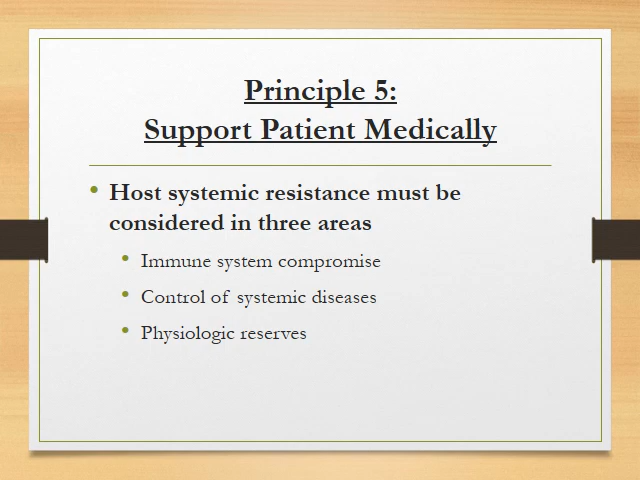 Principle 5:
Support Patient Medically
• Host systemic resistance must be
considered in three areas
• Immune system compromise
• Control of systemic diseases
• Physiologic reserves